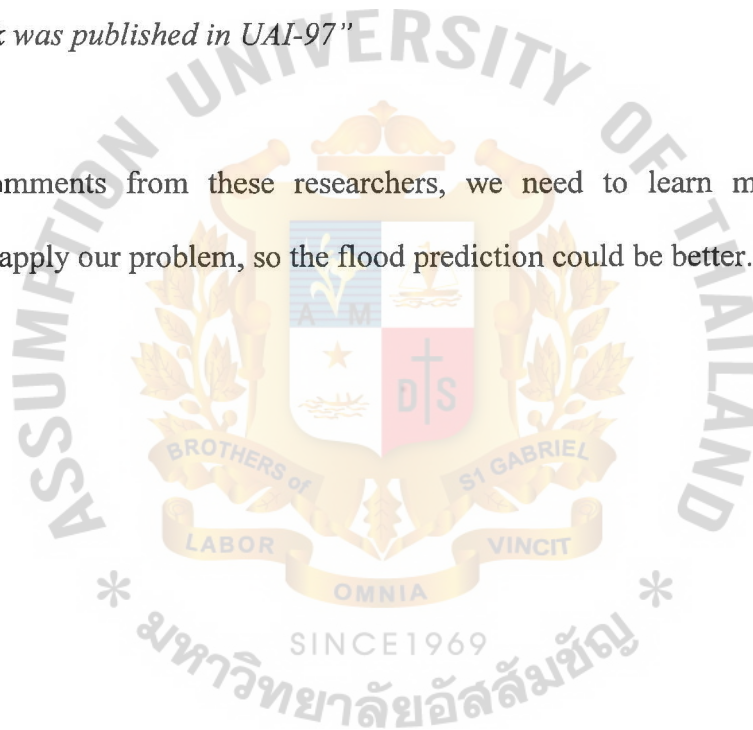 k was published in UAI-97”
ASSUMPTION UNIVERSITY OF THAILAND
omments from these researchers, we need to learn m
apply our problem, so the flood prediction could be better.
A M
D S
BROTHERS of
S1 GABRIEL
LABOR
VINCIT
OMNIA
SINCE1969
มหาวิทยาลัยอัสสัมชัญ